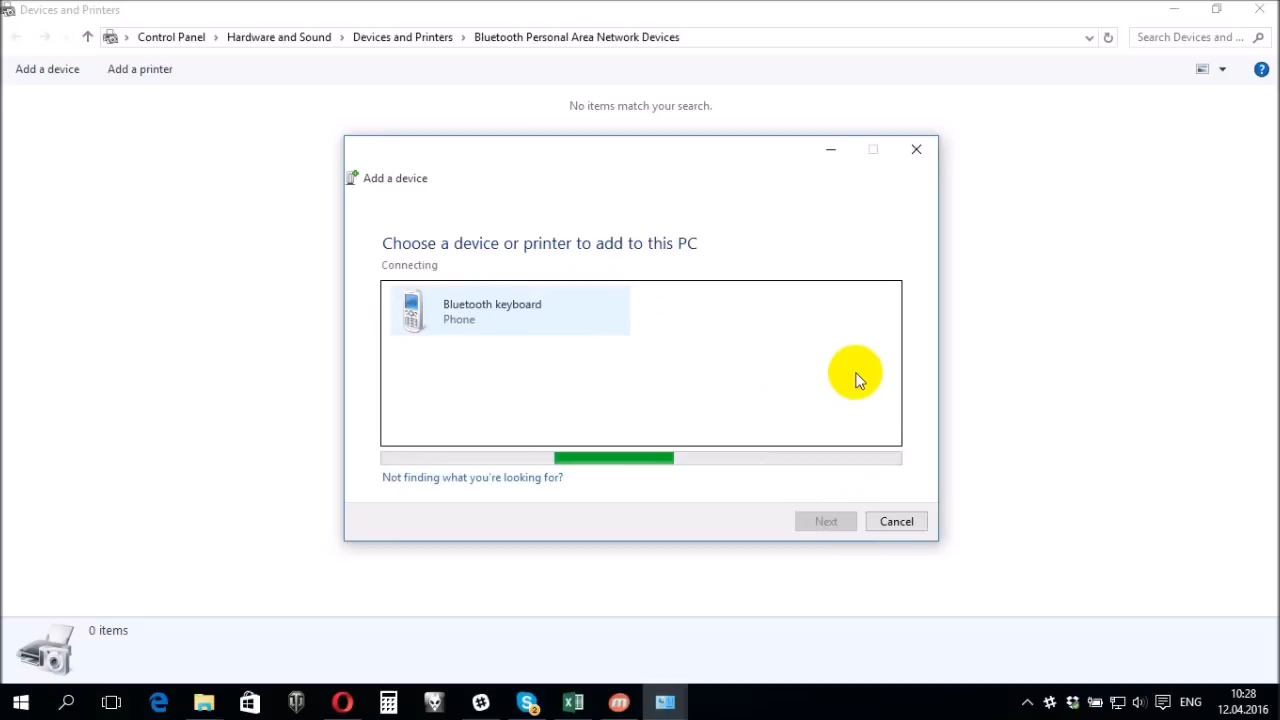 Devices and Printers
Control Panel > Hardware and Sound > Devices and Printers > Bluetooth Personal Area Network Devices
Search Devices and ...
Add a device
Add a printer
No items match your search.
Add a device
Choose a device or printer to add to this PC
Connecting
Bluetooth keyboard
Phone
Not finding what you're looking for?
Next
Cancel
0 items
2
ENG
10:28
12.04.2016